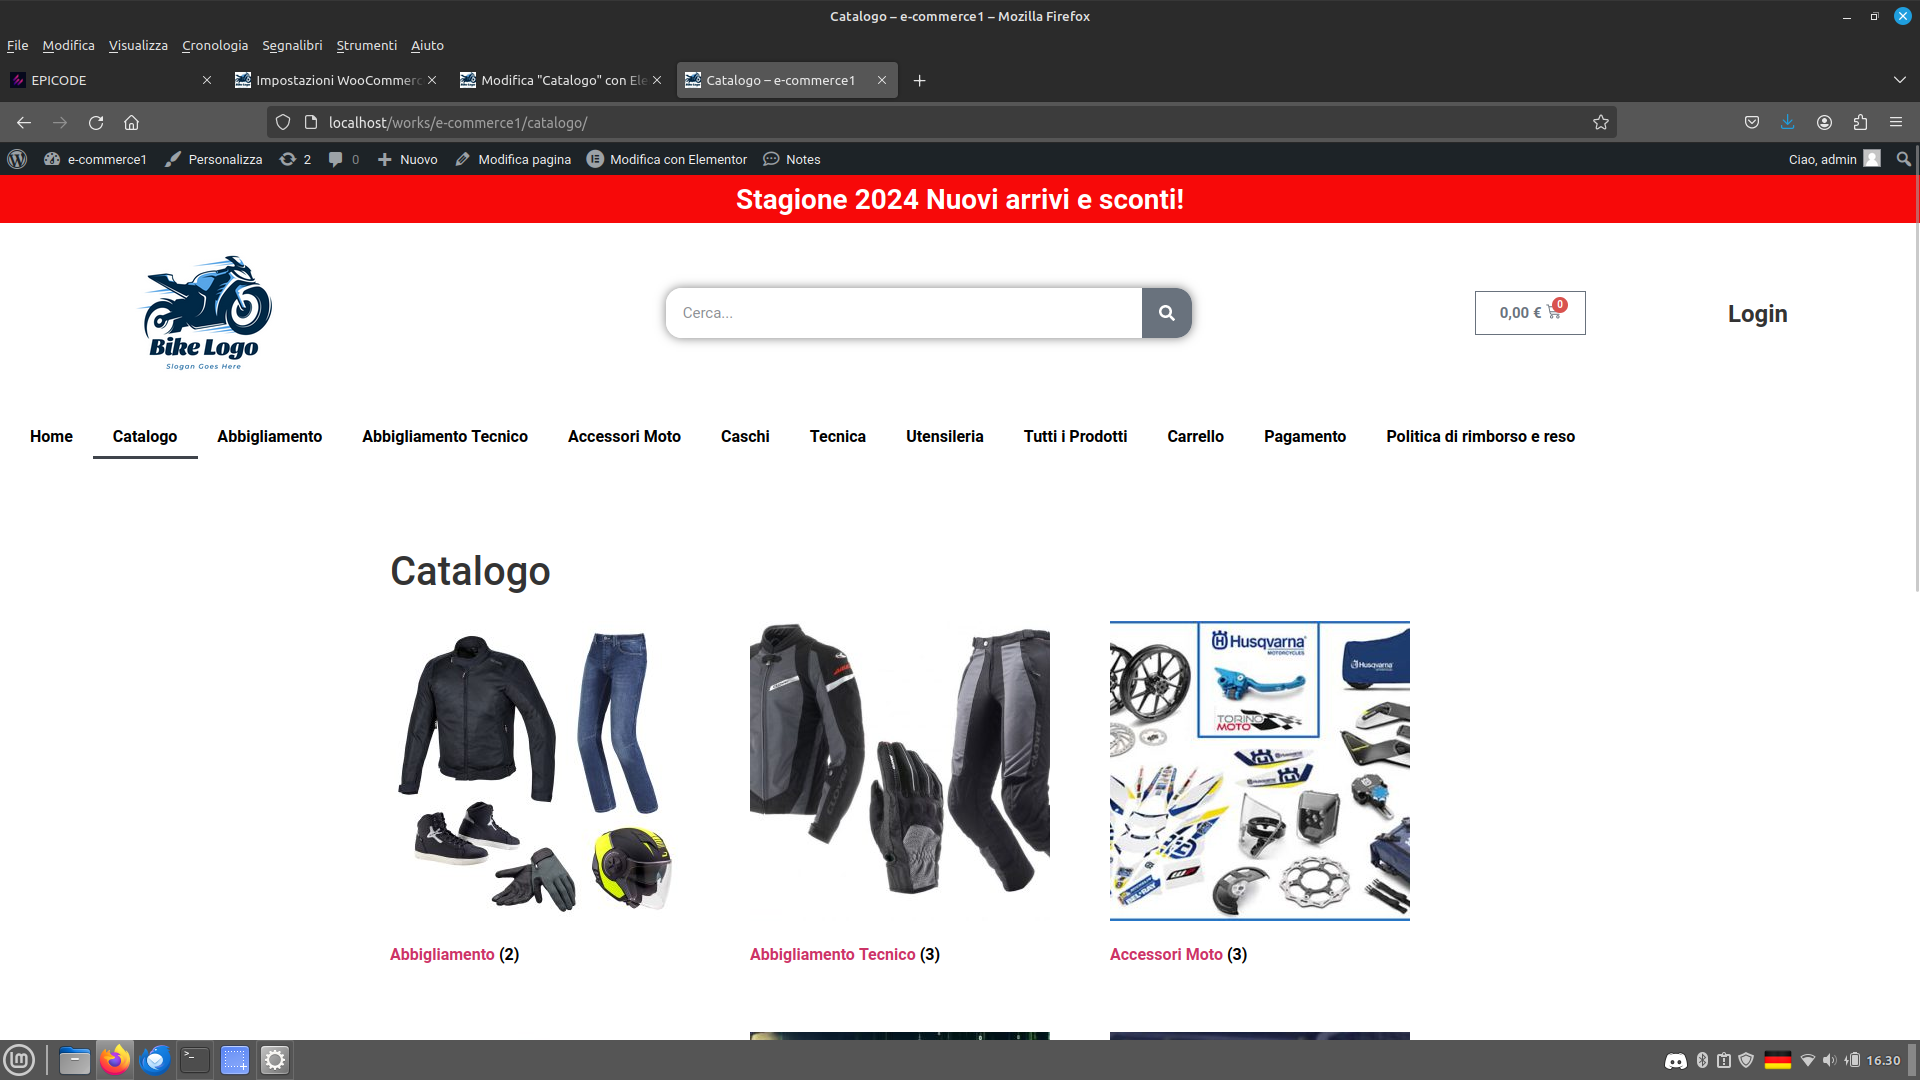 Catalogo – e-commerce1 – Mozilla Firefox
File Modifica Visualizza Cronologia Segnalibri Strumenti Aiuto
EPICODE
Impostazioni WooCommerc
Modifica "Catalogo" con Ele
Catalogo – e-commerce1
localhost/works/e-commerce1/catalogo/
e-commerce1 Personalizza 2 0 Nuovo Modifica pagina Modifica con Elementor Notes Ciao, admin
Stagione 2024 Nuovi arrivi e sconti!
Bike Logo
Slogan Goes Here
Cerca...
0,00 € 0
Login
Home Catalogo Abbigliamento Abbigliamento Tecnico Accessori Moto Caschi Tecnica Utensileria Tutti i Prodotti Carrello Pagamento Politica di rimborso e reso
Catalogo
Husqvarna
MOTORCYCLES
Husqvarna
TORINO
MOTO
Abbigliamento (2)
Abbigliamento Tecnico (3)
Accessori Moto (3)
16.30